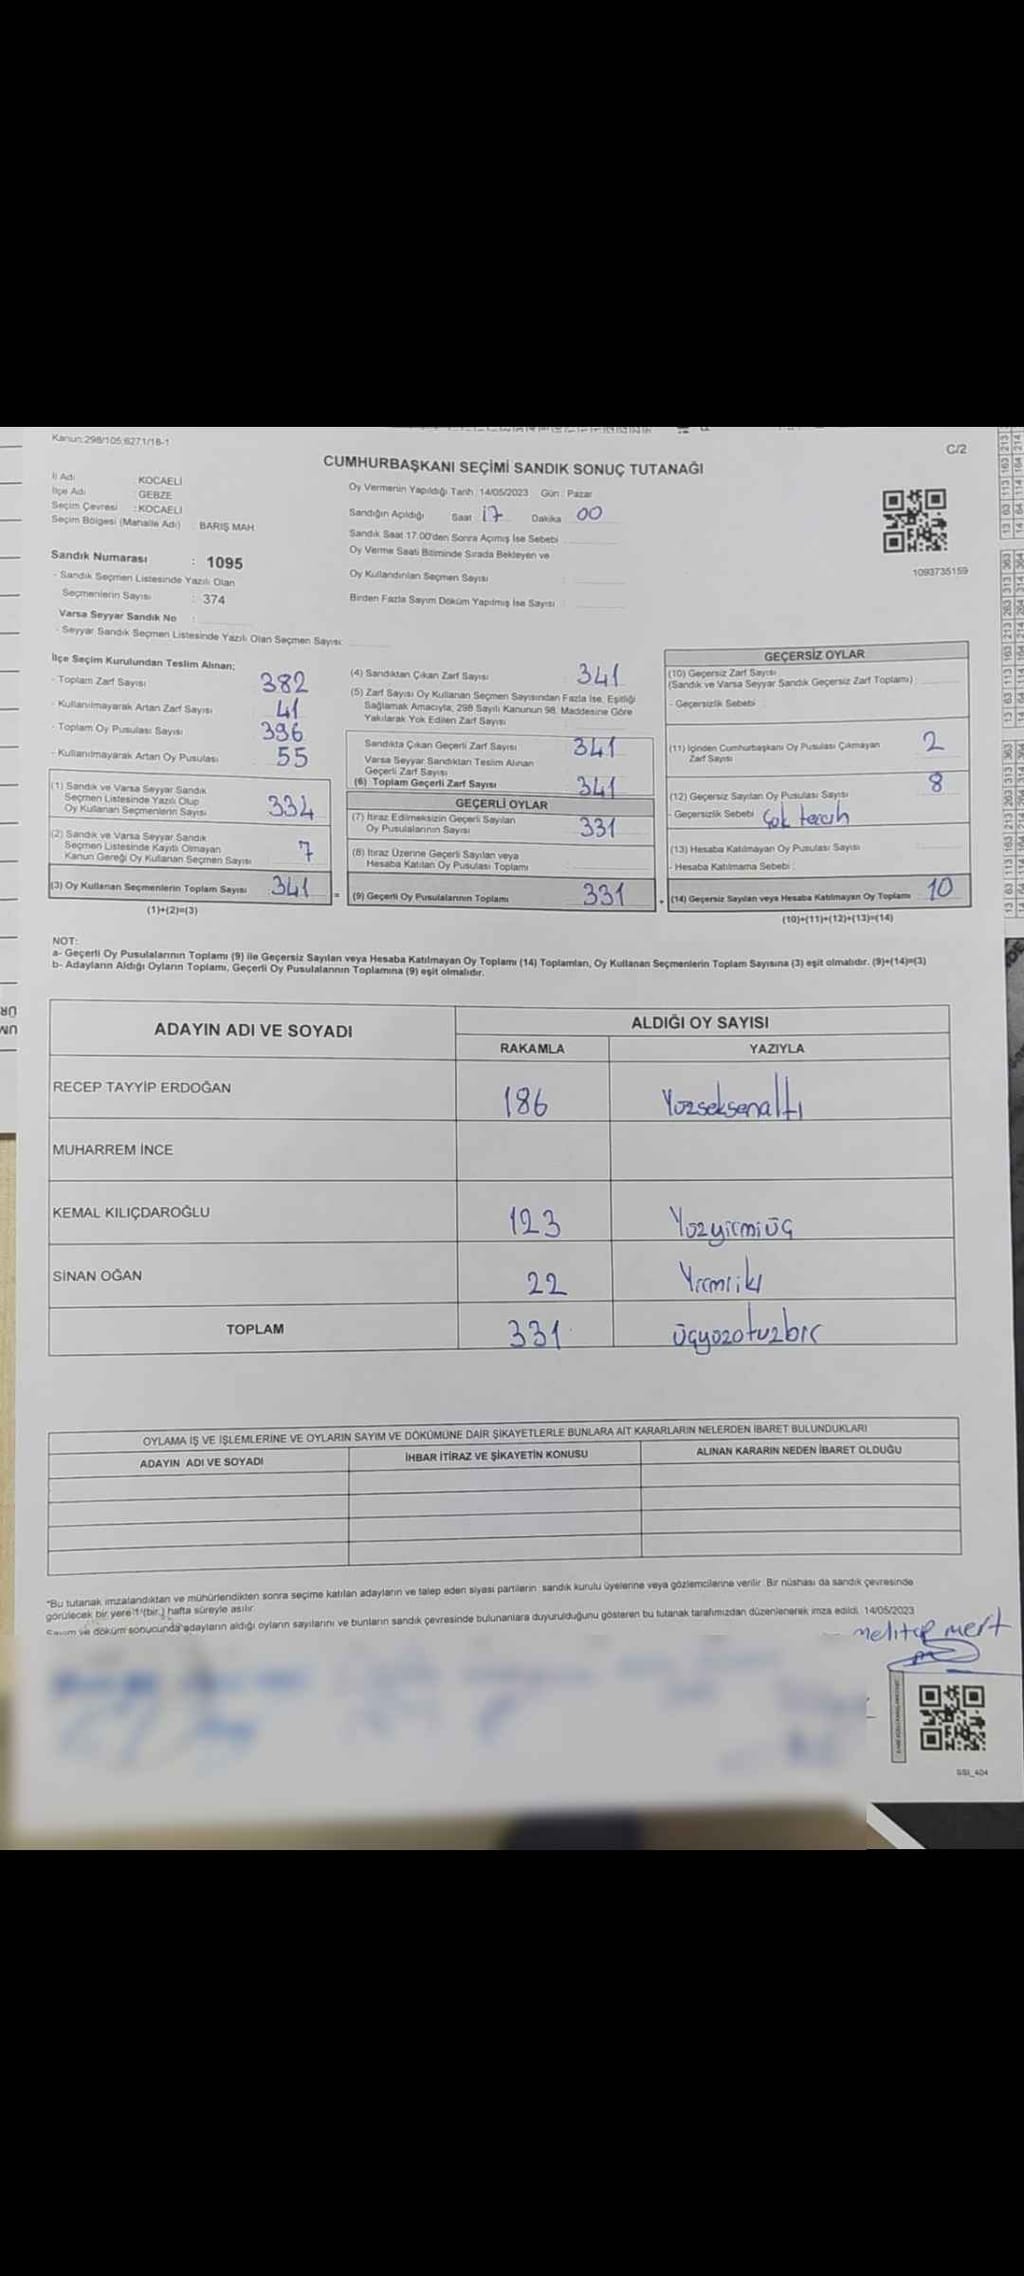 Kanun:298/105;6271/18-1
C/2
CUMHURBAŞKANI SEÇİMİ SANDIK SONUÇ TUTANAĞI
İl Adı : KOCAELİ
İlçe Adı : GEBZE
Seçim Çevresi : KOCAELİ
Seçim Bölgesi (Mahalle Adı) : BARIŞ MAH
Sandık Numarası : 1095
- Sandık Seçmen Listesinde Yazılı Olan
Seçmenlerin Sayısı : 374
Varsa Seyyar Sandık No :
- Seyyar Sandık Seçmen Listesinde Yazılı Olan Seçmen Sayısı:
Oy Vermenin Yapıldığı Tarih : 14/05/2023 Gün : Pazar
Sandığın Açıldığı Saat 17 Dakika 00
Sandık Saat 17:00'den Sonra Açımış İse Sebebi
Oy Verme Saati Bitiminde Sırada Bekleyen ve
Oy Kullandırılan Seçmen Sayısı :
Birden Fazla Sayım Döküm Yapılmış İse Sayısı :
1093735159
İlçe Seçim Kurulundan Teslim Alınan;
- Toplam Zarf Sayısı 382
- Kullanılmayarak Artan Zarf Sayısı 41
- Toplam Oy Pusulası Sayısı 396
- Kullanılmayarak Artan Oy Pusulası 55
(1) Sandık ve Varsa Seyyar Sandık
Seçmen Listesinde Yazılı Olup
Oy Kullanan Seçmenlerin Sayısı 334
(2) Sandık ve Varsa Seyyar Sandık
Seçmen Listesinde Kayıtlı Olmayan
Kanun Gereği Oy Kullanan Seçmen Sayısı 7
(3) Oy Kullanan Seçmenlerin Toplam Sayısı 341 =
(1)+(2)=(3)
(4) Sandıktan Çıkan Zarf Sayısı : 341
(5) Zarf Sayısı Oy Kullanan Seçmen Sayısından Fazla İse, Eşitliği
Sağlamak Amacıyla; 298 Sayılı Kanunun 98. Maddesine Göre
Yakılarak Yok Edilen Zarf Sayısı :
Sandıkta Çıkan Geçerli Zarf Sayısı 341
Varsa Seyyar Sandıktan Teslim Alınan
Geçerli Zarf Sayısı
(6) Toplam Geçerli Zarf Sayısı 341
GEÇERLİ OYLAR
(7) İtiraz Edilmeksizin Geçerli Sayılan
Oy Pusulalarının Sayısı 331
(8) İtiraz Üzerine Geçerli Sayılan veya
Hesaba Katılan Oy Pusulası Toplamı
(9) Geçerli Oy Pusulalarının Toplamı 331 +
GEÇERSİZ OYLAR
(10) Geçersiz Zarf Sayısı
(Sandık ve Varsa Seyyar Sandık Geçersiz Zarf Toplamı) :
- Geçersizlik Sebebi :
(11) İçinden Cumhurbaşkanı Oy Pusulası Çıkmayan
Zarf Sayısı 2
(12) Geçersiz Sayılan Oy Pusulası Sayısı 8
- Geçersizlik Sebebi : Çok tercih
(13) Hesaba Katılmayan Oy Pusulası Sayısı
- Hesaba Katılmama Sebebi :
(14) Geçersiz Sayılan veya Hesaba Katılmayan Oy Toplamı 10
(10)+(11)+(12)+(13)=(14)
NOT:
a- Geçerli Oy Pusulalarının Toplamı (9) ile Geçersiz Sayılan veya Hesaba Katılmayan Oy Toplamı (14) Toplamları, Oy Kullanan Seçmenlerin Toplam Sayısına (3) eşit olmalıdır. (9)+(14)=(3)
b- Adayların Aldığı Oyların Toplamı, Geçerli Oy Pusulalarının Toplamına (9) eşit olmalıdır.
ADAYIN ADI VE SOYADI ALDIĞI OY SAYISI
RAKAMLA YAZIYLA
RECEP TAYYİP ERDOĞAN 186 Yüzseksenaltı
MUHARREM İNCE
KEMAL KILIÇDAROĞLU 123 Yüzyirmiüç
SİNAN OĞAN 22 Yirmiiki
TOPLAM 331 üçyüzotuzbir
OYLAMA İŞ VE İŞLEMLERİNE VE OYLARIN SAYIM VE DÖKÜMÜNE DAİR ŞİKAYETLERLE BUNLARA AİT KARARLARIN NELERDEN İBARET BULUNDUKLARI
ADAYIN ADI VE SOYADI İHBAR İTİRAZ VE ŞİKAYETİN KONUSU ALINAN KARARIN NEDEN İBARET OLDUĞU
*Bu tutanak imzalandıktan ve mühürlendikten sonra seçime katılan adayların ve talep eden siyasi partilerin sandık kurulu üyelerine veya gözlemcilerine verilir. Bir nüshası da sandık çevresinde
görülecek bir yere 1 (bir) hafta süreyle asılır.
Sayım ve döküm sonucunda adayların aldığı oyların sayılarını ve bunların sandık çevresinde bulunanlara duyurulduğunu gösteren bu tutanak tarafımızdan düzenlenerek imza edildi. 14/05/2023
mert
SSI_404